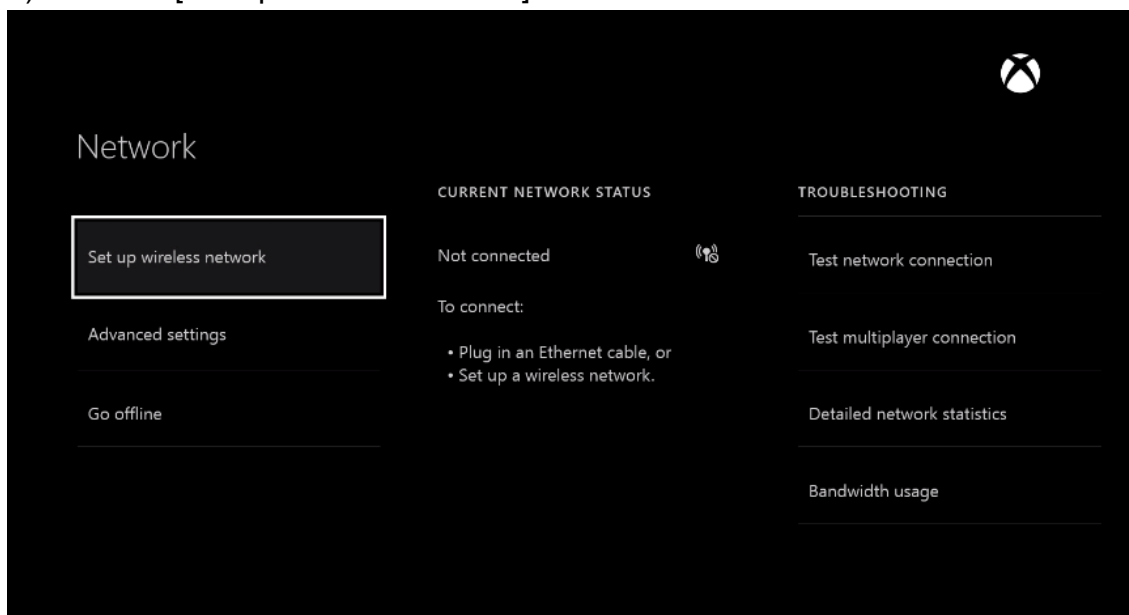 Network
Set up wireless network
Advanced settings
Go offline
CURRENT NETWORK STATUS
Not connected
To connect:
• Plug in an Ethernet cable, or
• Set up a wireless network.
TROUBLESHOOTING
Test network connection
Test multiplayer connection
Detailed network statistics
Bandwidth usage